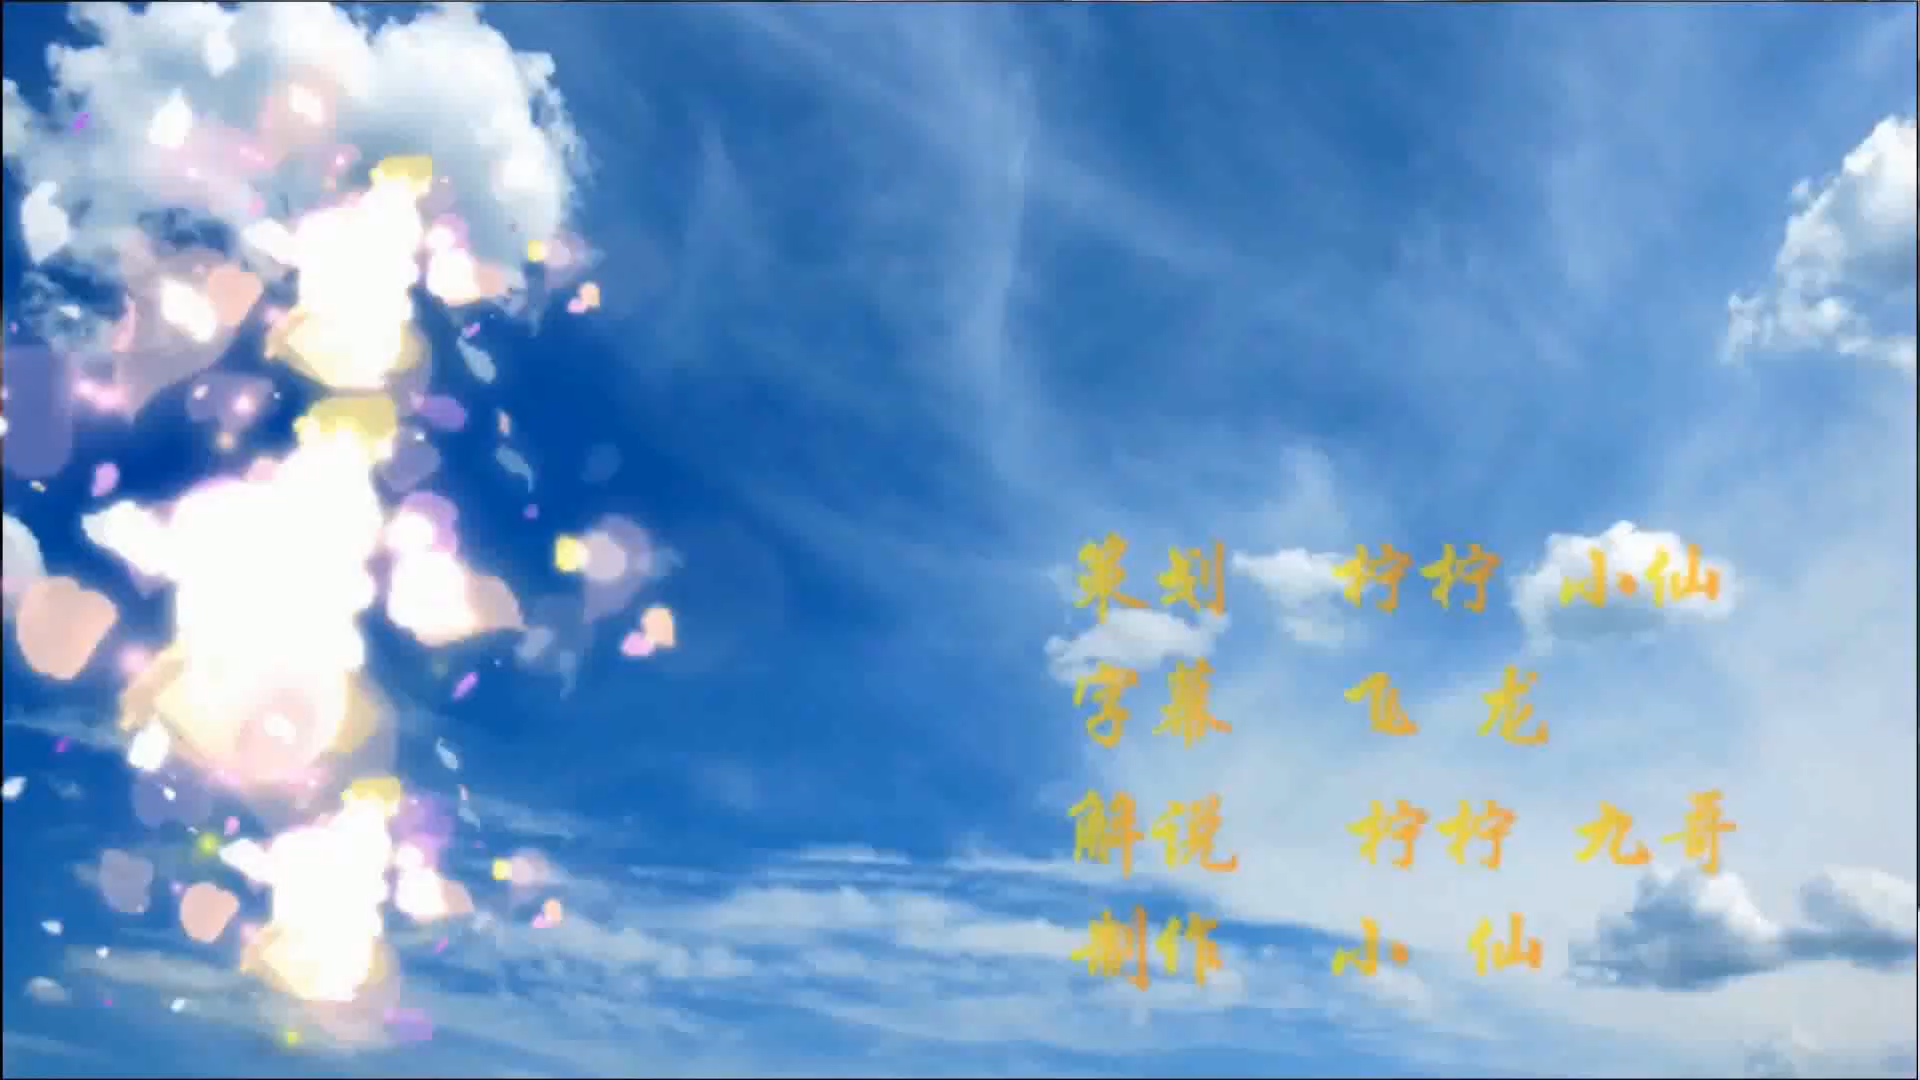 策划 柠柠 小仙
字幕 飞 龙
解说 柠柠 九哥
制作 小 仙